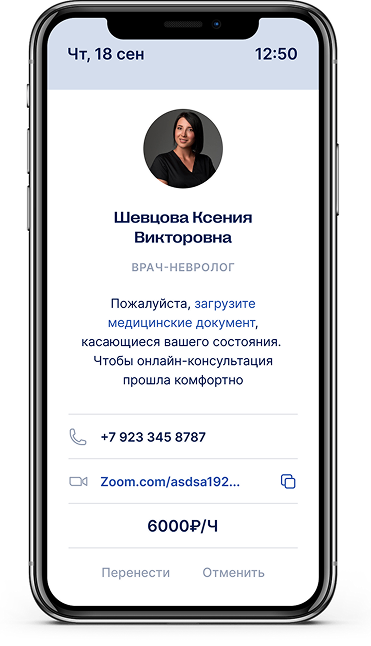 Чт, 18 сен 12:50
Шевцова Ксения
Викторовна
ВРАЧ-НЕВРОЛОГ
Пожалуйста, загрузите
медицинские документ,
касающиеся вашего состояния.
Чтобы онлайн-консультация
прошла комфортно
+7 923 345 8787
Zoom.com/asdsa192...
6000₽/Ч
Перенести Отменить